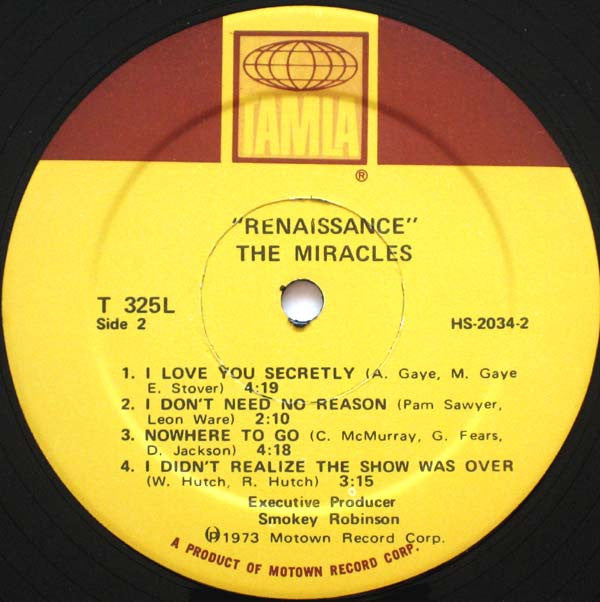 TAMLA
®
"RENAISSANCE"
THE MIRACLES
T 325L
Side 2
HS-2034-2
1. I LOVE YOU SECRETLY (A. Gaye, M. Gaye
E. Stover) 4:19
2. I DON'T NEED NO REASON (Pam Sawyer,
Leon Ware) 2:10
3. NOWHERE TO GO (C. McMurray, G. Fears,
D. Jackson) 4:18
4. I DIDN'T REALIZE THE SHOW WAS OVER
(W. Hutch, R. Hutch) 3:15
Executive Producer
Smokey Robinson
℗1973 Motown Record Corp.
A PRODUCT OF MOTOWN RECORD CORP.